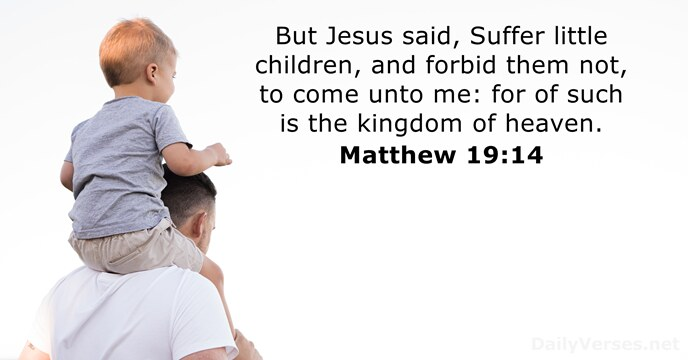 But Jesus said, Suffer little
children, and forbid them not,
to come unto me: for of such
is the kingdom of heaven.
Matthew 19:14
DailyVerses.net